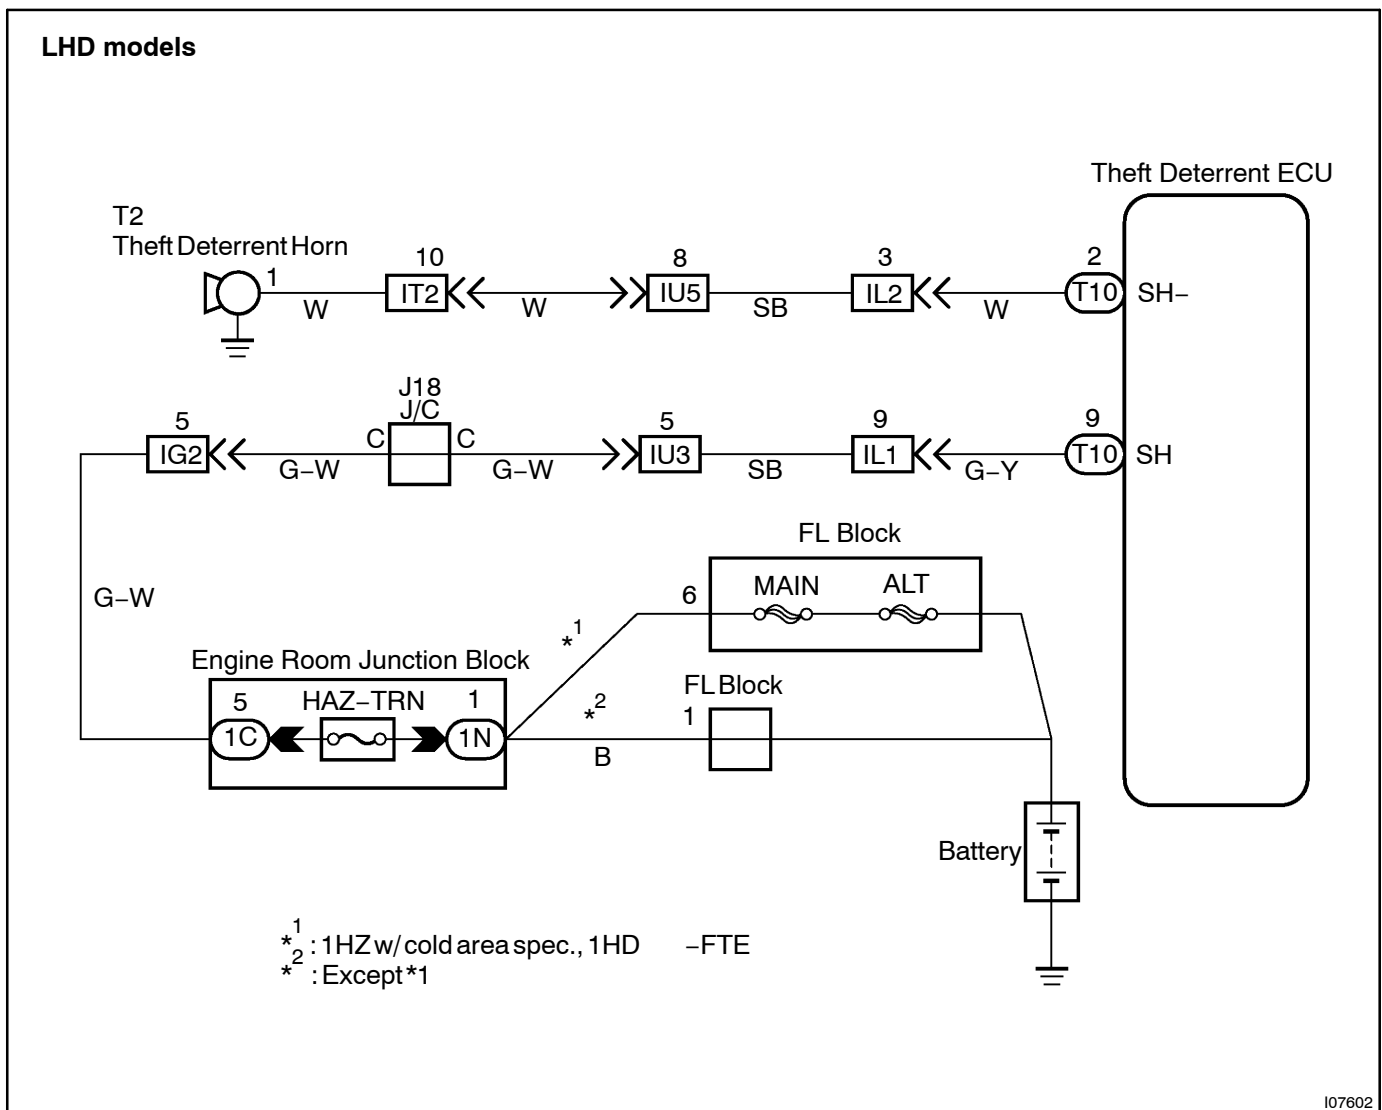 LHD models
Theft Deterrent ECU
T2
Theft Deterrent Horn
1
10
8
3
2
IT2
IU5
IL2
T10
SH-
W
W
SB
W
J18
J/C
5
C
C
5
9
9
IG2
IU3
IL1
T10
SH
G-W
G-W
SB
G-Y
FL Block
MAIN
ALT
6
G-W
*1
Engine Room Junction Block
FL Block
5
HAZ-TRN
1
*2
1
1C
1N
B
Battery
*1 : 1HZ w/ cold area spec., 1HD -FTE
*2 : Except *1
I07602